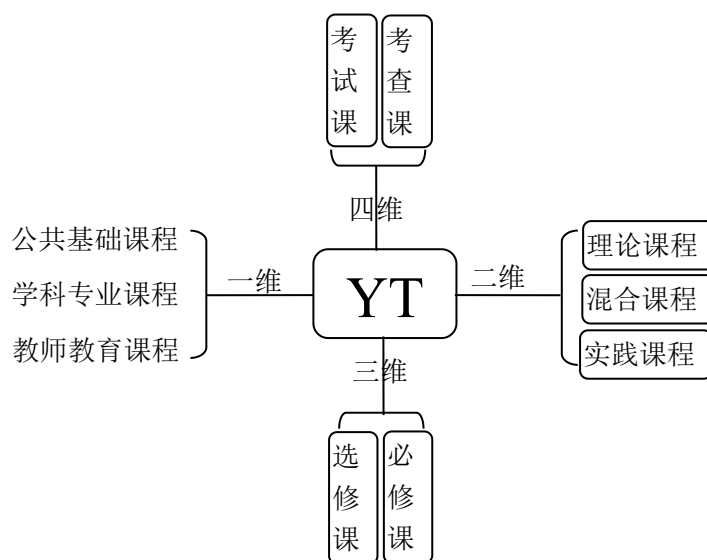 考试课
考查课
四维
公共基础课程
学科专业课程
教师教育课程
一维
YT
二维
理论课程
混合课程
实践课程
三维
选修课
必修课